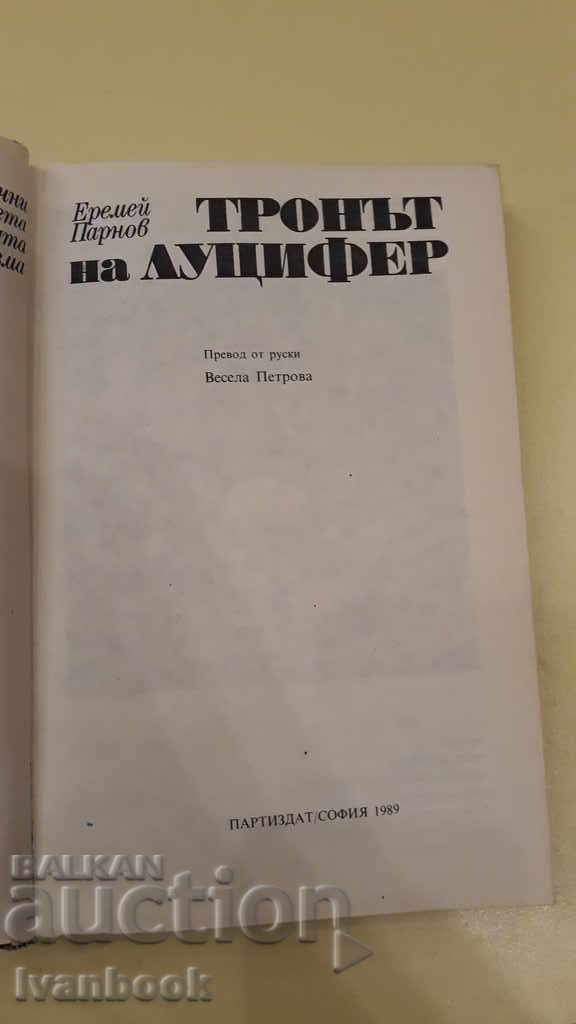 Еремей
Парнов
ТРОНЪТ
на ЛУЦИФЕР
Превод от руски
Весела Петрова
ПАРТИЗДАТ/СОФИЯ 1989
BALKAN
auction
Ivanbook